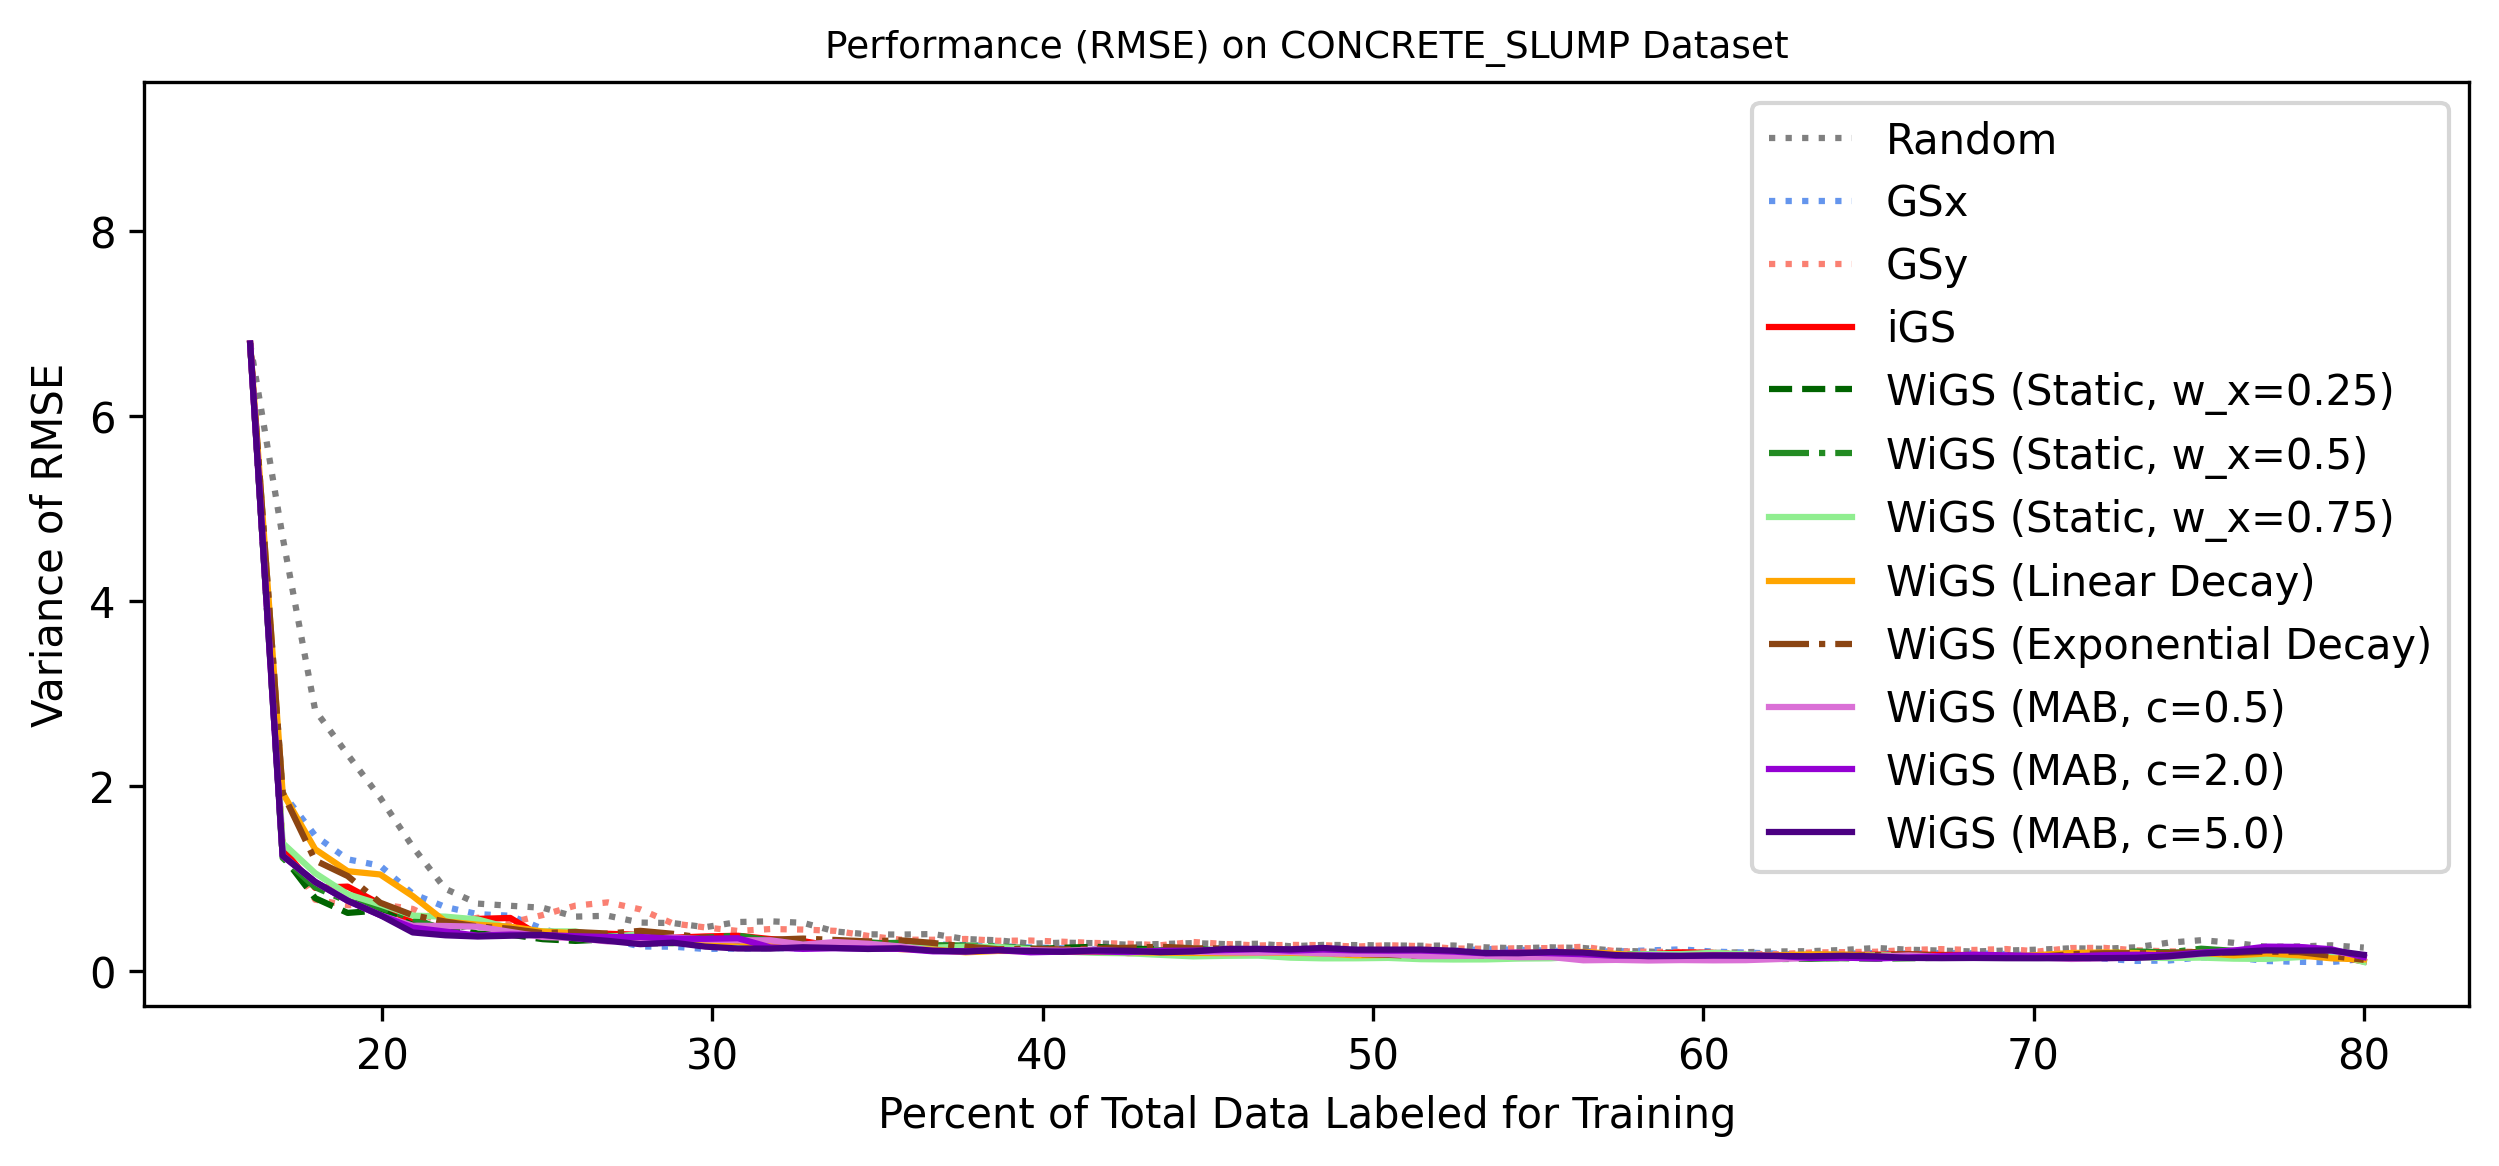 Performance (RMSE) on CONCRETE_SLUMP Dataset
Variance of RMSE
8
6
4
2
0
20 30 40 50 60 70 80
Percent of Total Data Labeled for Training
Random
GSx
GSy
iGS
WiGS (Static, w_x=0.25)
WiGS (Static, w_x=0.5)
WiGS (Static, w_x=0.75)
WiGS (Linear Decay)
WiGS (Exponential Decay)
WiGS (MAB, c=0.5)
WiGS (MAB, c=2.0)
WiGS (MAB, c=5.0)